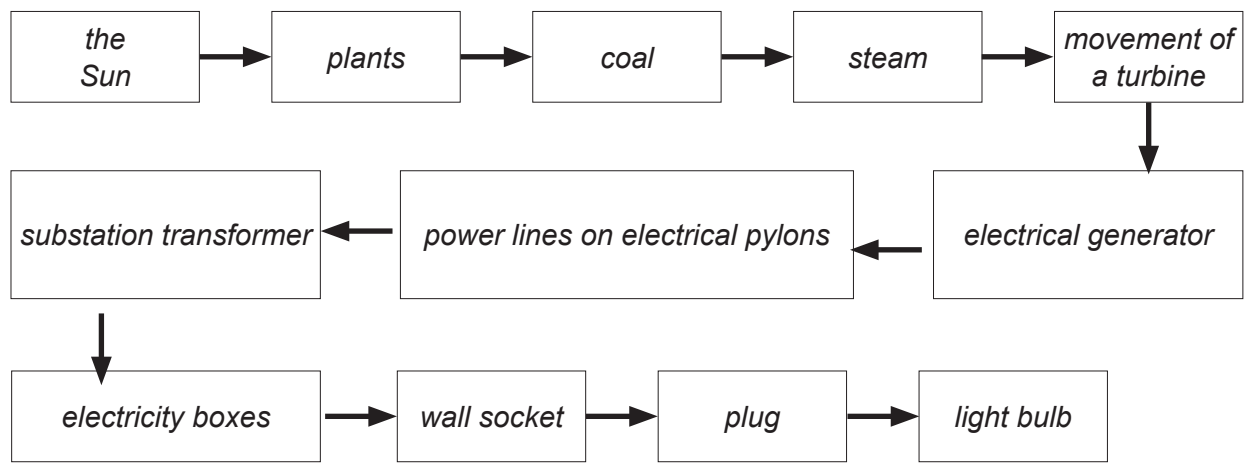 the
Sun
plants
coal
steam
movement of
a turbine
substation transformer
power lines on electrical pylons
electrical generator
electricity boxes
wall socket
plug
light bulb